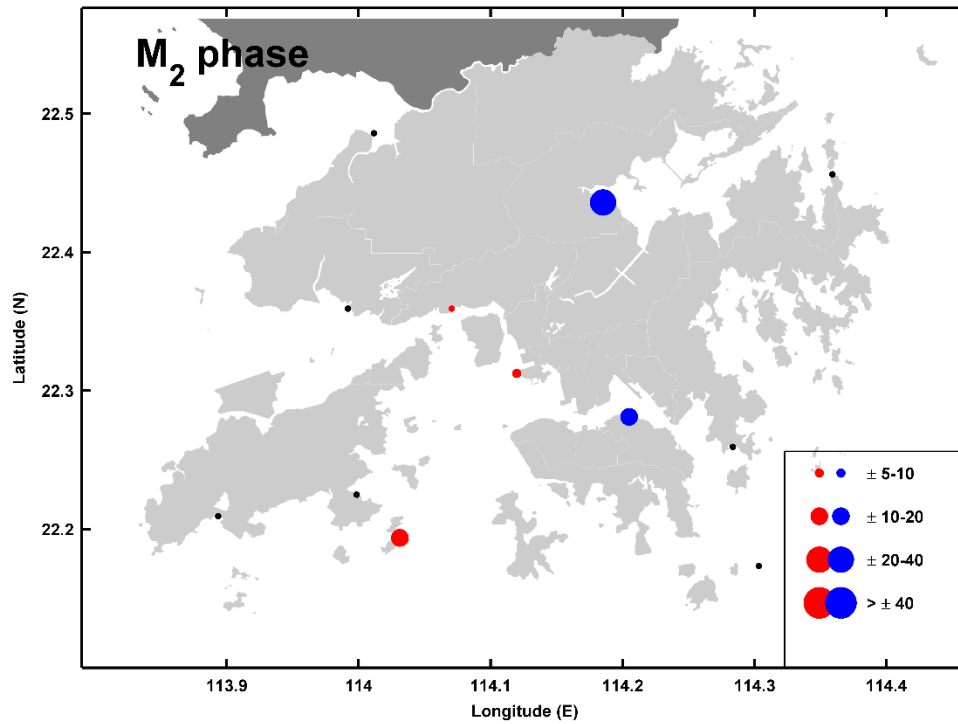 M₂ phase
22.5
22.4
22.3
22.2
Latitude (N)
± 5-10
± 10-20
± 20-40
> ± 40
113.9 114 114.1 114.2 114.3 114.4
Longitude (E)